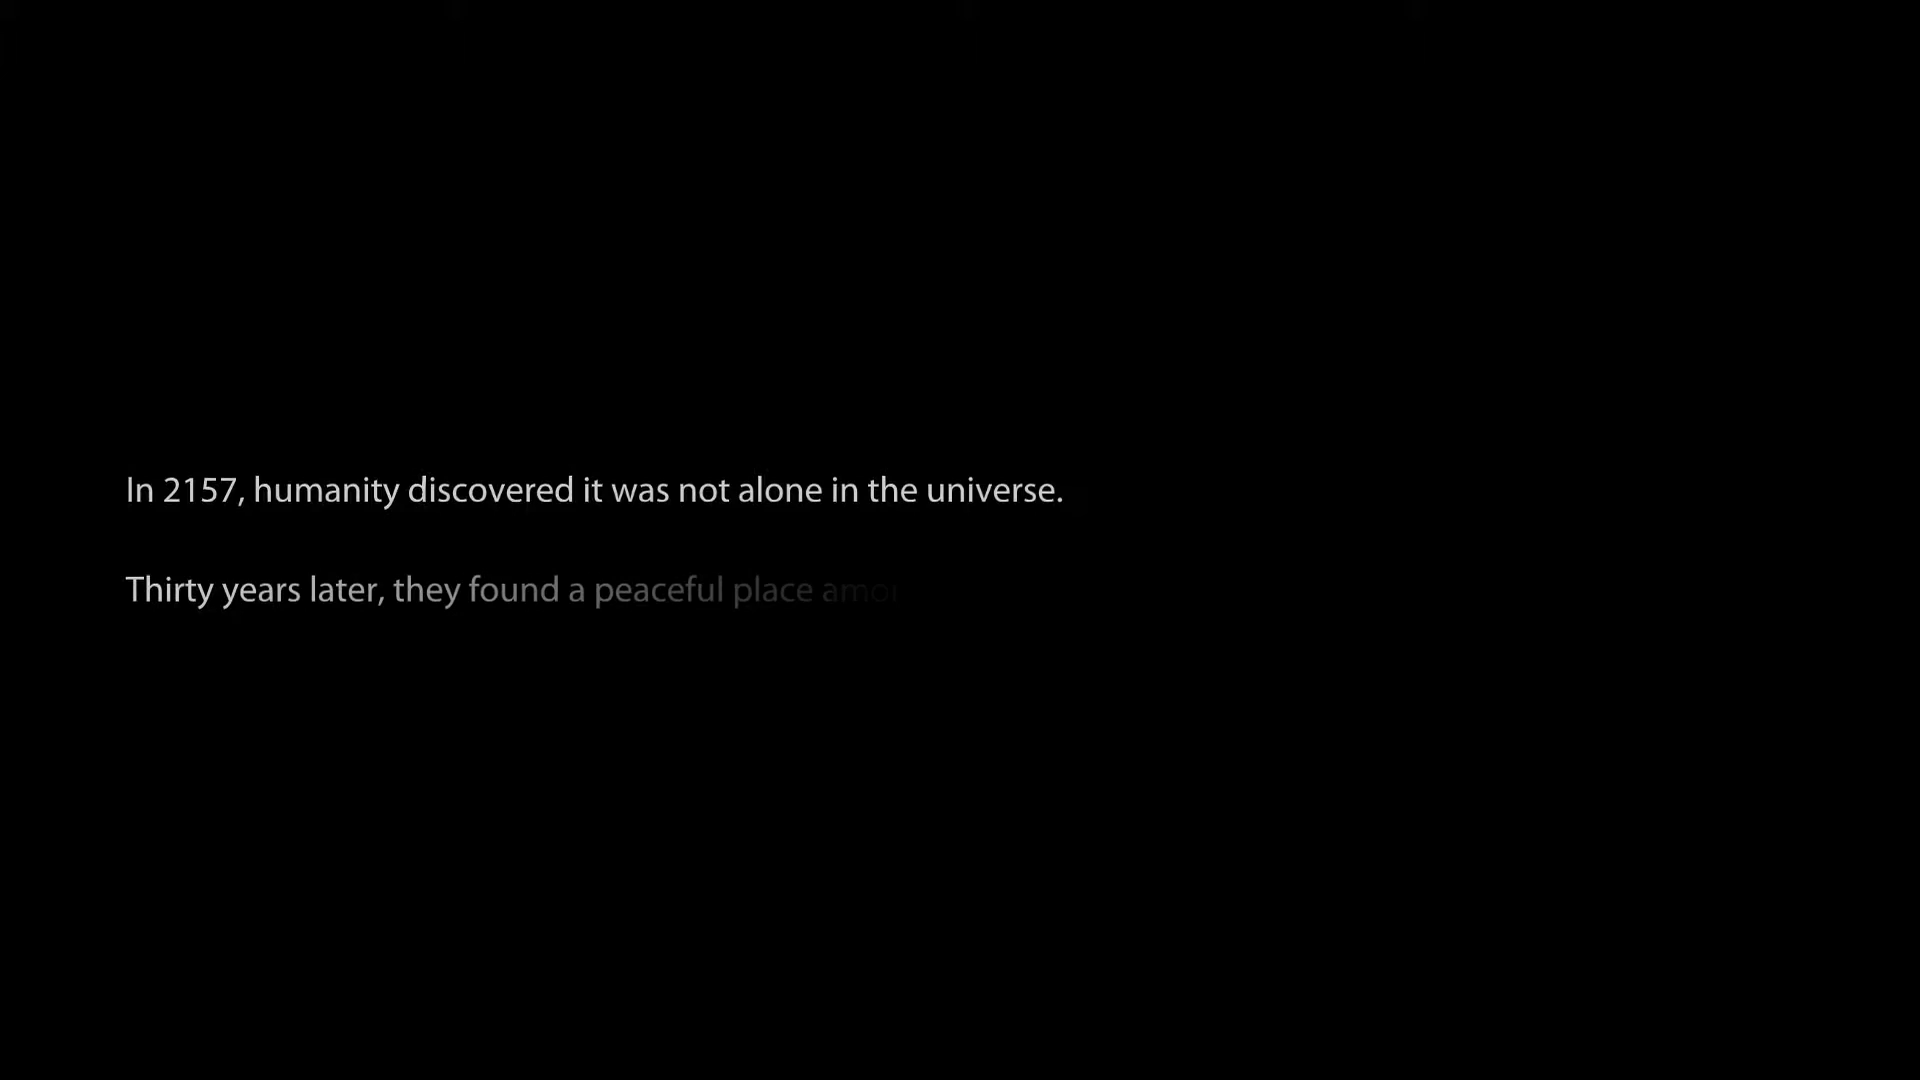 In 2157, humanity discovered it was not alone in the universe.
Thirty years later, they found a peaceful place